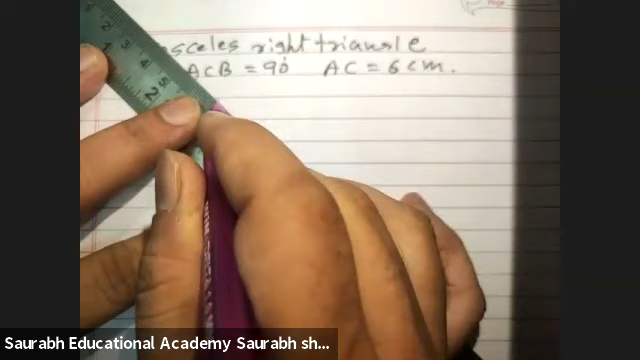 sceles right triangle
ACB = 90° AC = 6 cm.
Saurabh Educational Academy Saurabh sh...